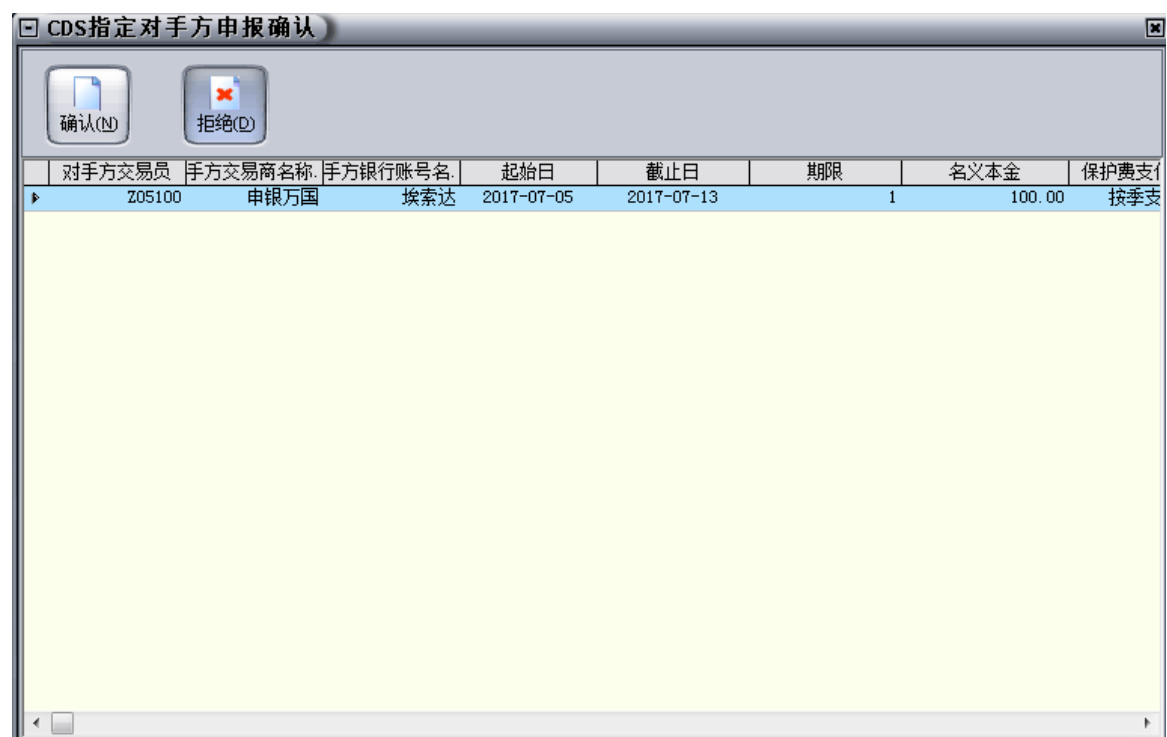 CDS指定对手方申报确认
确认(N) 拒绝(D)
对手方交易员 手方交易商名称. 手方银行账号名. 起始日 截止日 期限 名义本金 保护费支
Z05100 申银万国 埃索达 2017-07-05 2017-07-13 1 100.00 按季支